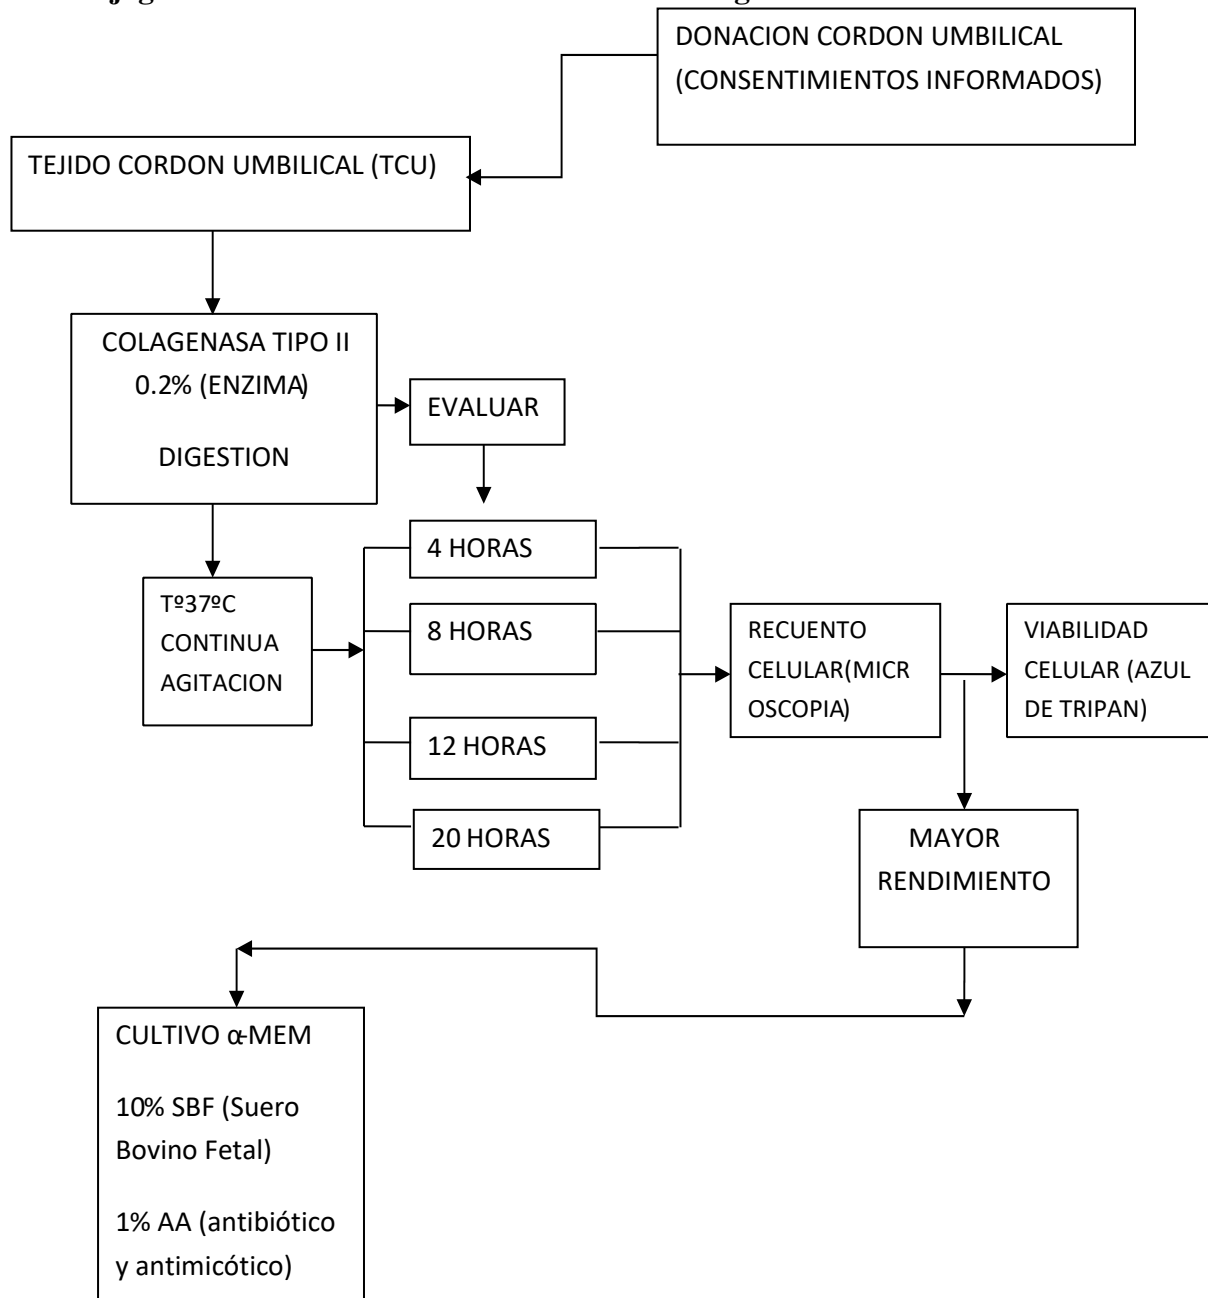 DONACION CORDON UMBILICAL
(CONSENTIMIENTOS INFORMADOS)
TEJIDO CORDON UMBILICAL (TCU)
COLAGENASA TIPO II
0.2% (ENZIMA)
DIGESTION
EVALUAR
Tº37ºC
CONTINUA
AGITACION
4 HORAS
8 HORAS
12 HORAS
20 HORAS
RECUENTO
CELULAR(MICR
OSCOPIA)
VIABILIDAD
CELULAR (AZUL
DE TRIPAN)
MAYOR
RENDIMIENTO
CULTIVO α-MEM
10% SBF (Suero
Bovino Fetal)
1% AA (antibiótico
y antimicótico)